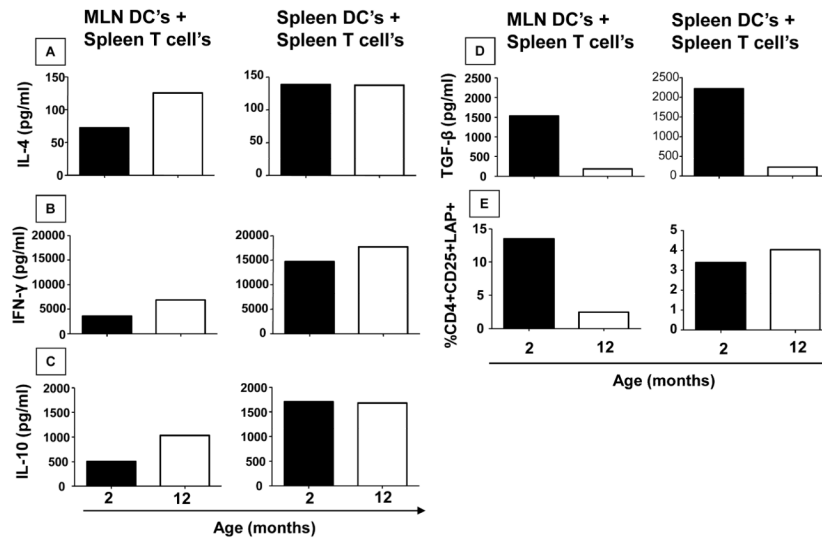 MLN DC's +
Spleen T cell's
Spleen DC's +
Spleen T cell's
A
IL-4 (pg/ml)
150
100
50
0
150
100
50
0
B
IFN-γ (pg/ml)
20000
15000
10000
5000
0
20000
15000
10000
5000
0
C
IL-10 (pg/ml)
2000
1500
1000
500
0
2000
1500
1000
500
0
2
12
2
12
Age (months)
MLN DC's +
Spleen T cell's
Spleen DC's +
Spleen T cell's
D
TGF-β (pg/ml)
2500
2000
1500
1000
500
0
2500
2000
1500
1000
500
0
E
%CD4+CD25+LAP+
15
10
5
0
5
4
3
2
1
0
2
12
2
12
Age (months)